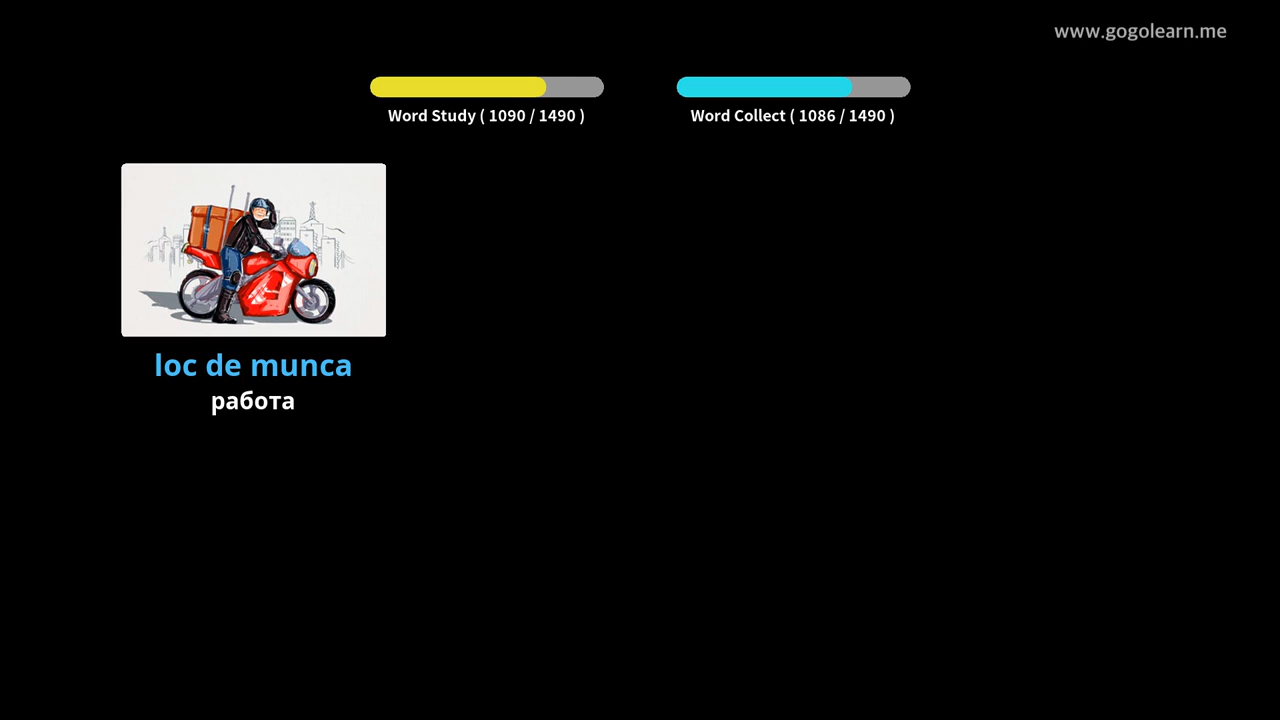 www.gogolearn.me
Word Study ( 1090 / 1490 )
Word Collect ( 1086 / 1490 )
loc de munca
работа